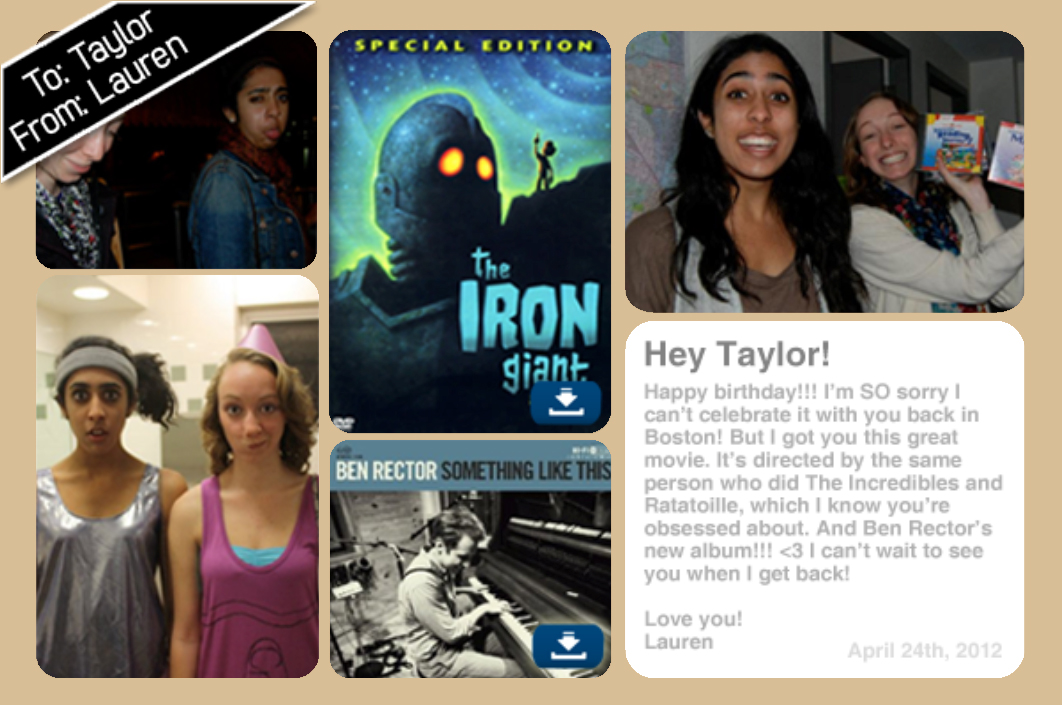 To: Taylor
From: Lauren
SPECIAL EDITION
the
IRON
giant
DVD
BEN RECTOR SOMETHING LIKE THIS
Hey Taylor!
Happy birthday!!! I'm SO sorry I
can't celebrate it with you back in
Boston! But I got you this great
movie. It's directed by the same
person who did The Incredibles and
Ratatoille, which I know you're
obsessed about. And Ben Rector's
new album!!! <3 I can't wait to see
you when I get back!
Love you!
Lauren
April 24th, 2012